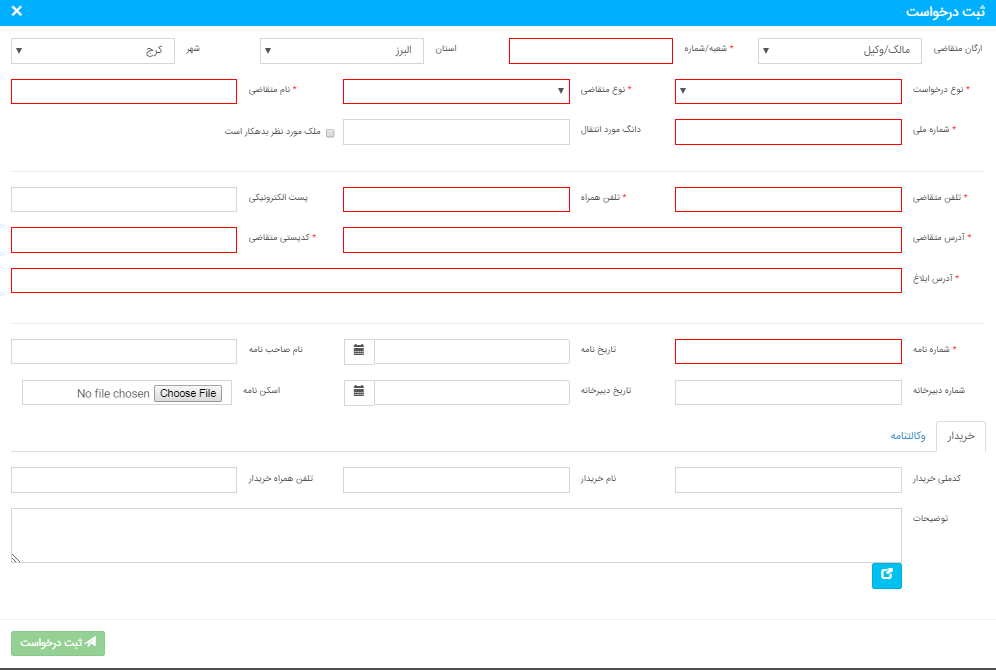 ثبت درخواست ×
ارگان متقاضی مالک/وکیل * شعبه/شماره استان البرز شهر کرج
* نوع درخواست * نوع متقاضی * نام متقاضی
* شماره ملی دانگ مورد انتقال ملک مورد نظر بدهکار است
* تلفن متقاضی * تلفن همراه پست الکترونیکی
* آدرس متقاضی * کدپستی متقاضی
* آدرس ابلاغ
* شماره نامه تاریخ نامه نام صاحب نامه
شماره دبیرخانه تاریخ دبیرخانه اسکن نامه Choose File No file chosen
خریدار وکالتنامه
کدملی خریدار نام خریدار تلفن همراه خریدار
توضیحات
ثبت درخواست